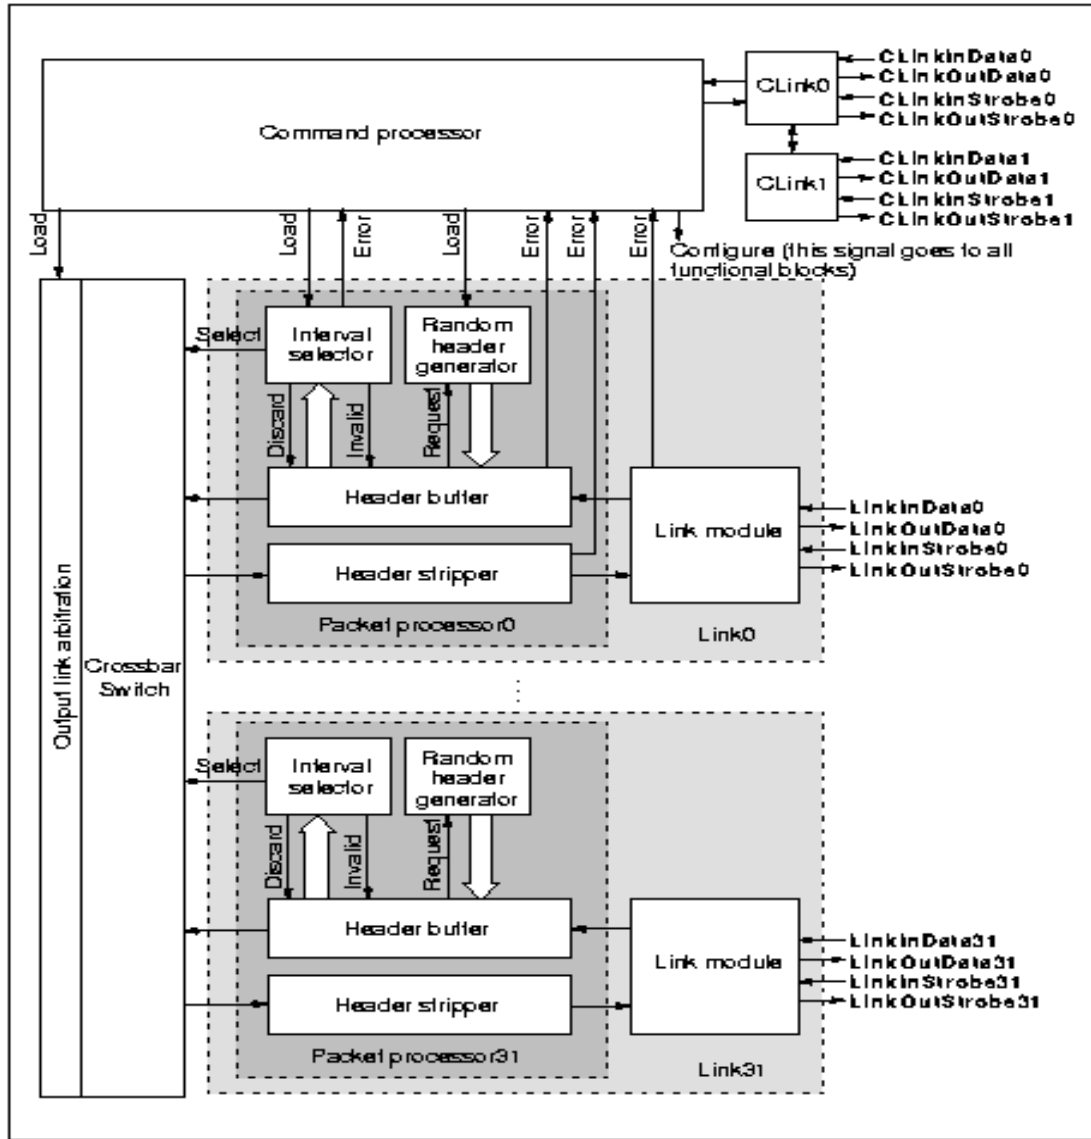 Command processor
CLink0
CLinkInData0
CLinkOutData0
CLinkInStrobe0
CLinkOutStrobe0
CLink1
CLinkInData1
CLinkOutData1
CLinkInStrobe1
CLinkOutStrobe1
Load
Load
Error
Load
Error
Error
Error
Configure (this signal goes to all
functional blocks)
Select
Interval
selector
Random
header
generator
Discard
Invalid
Request
Header buffer
Header stripper
Packet processor0
Link module
Link0
LinkInData0
LinkOutData0
LinkInStrobe0
LinkOutStrobe0
Output link arbitration
Crossbar
Switch
Select
Interval
selector
Random
header
generator
Discard
Invalid
Request
Header buffer
Header stripper
Packet processor31
Link module
Link31
LinkInData31
LinkOutData31
LinkInStrobe31
LinkOutStrobe31